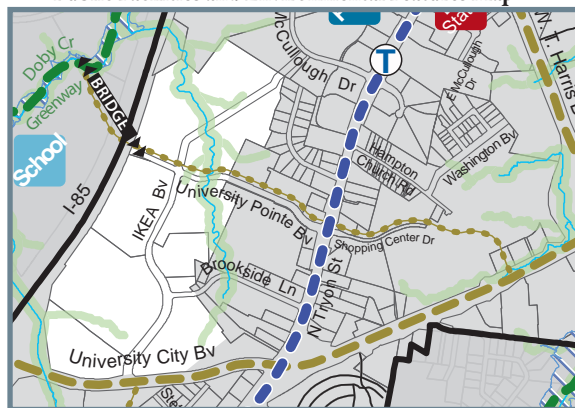 Doby Cr
Greenway
BRIDGE
School
I-85
McCullough Dr
Sta
T
E McCullough
Dr
W. T. Harris
Hampton
Church Rd
Washington Bv
IKEA Bv
University Pointe Bv
Shopping Center Dr
Brookside Ln
N Tryon St
University City Bv
Ste